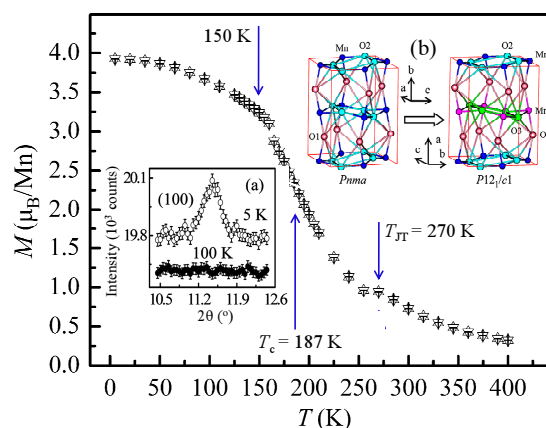 150 K
(b)
Mn
O2
O2
Mn
b
a
c
Mn
O1
O3
O
a
c
b
Pnma
P12₁/c1
4.0
3.5
3.0
2.5
2.0
1.5
1.0
0.5
0.0
M (μB/Mn)
(a)
20.1
19.8
Intensity (10³ counts)
(100)
5 K
100 K
10.5 11.2 11.9 12.6
2θ (°)
TJT = 270 K
Tc = 187 K
0 50 100 150 200 250 300 350 400 450
T (K)